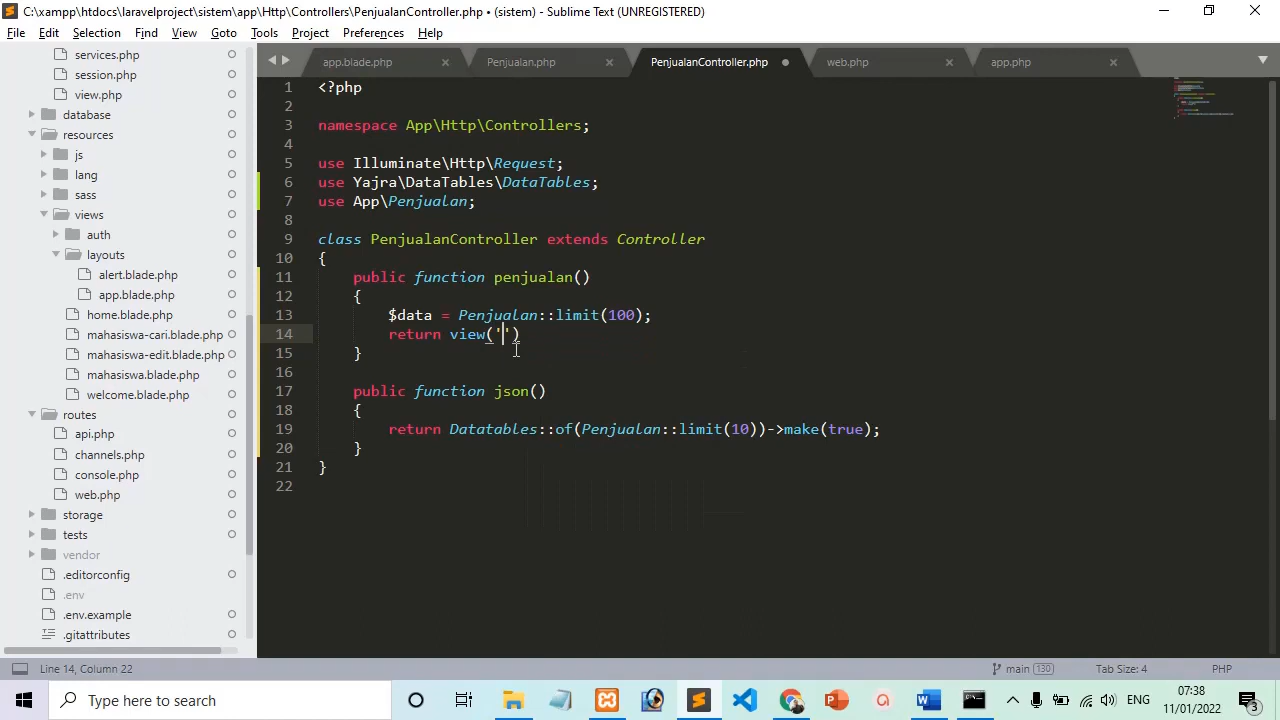 C:\xampp\htdocs\laravelproject\sistem\app\Http\Controllers\PenjualanController.php • (sistem) - Sublime Text (UNREGISTERED)
File Edit Selection Find View Goto Tools Project Preferences Help
app.blade.php Penjualan.php PenjualanController.php web.php app.php
services.php
session.php
view.php
database
resources
js
lang
sass
views
auth
layouts
alert.blade.php
app.blade.php
home.blade.php
mahasiswa-cari.blade.php
mahasiswa-edit.blade.php
mahasiswa.blade.php
welcome.blade.php
routes
api.php
channels.php
console.php
web.php
storage
tests
vendor
.editorconfig
.env
.env.example
.gitattributes
1 <?php
2
3 namespace App\Http\Controllers;
4
5 use Illuminate\Http\Request;
6 use Yajra\DataTables\DataTables;
7 use App\Penjualan;
8
9 class PenjualanController extends Controller
10 {
11 public function penjualan()
12 {
13 $data = Penjualan::limit(100);
14 return view('')
15 }
16
17 public function json()
18 {
19 return Datatables::of(Penjualan::limit(10))->make(true);
20 }
21 }
22
Line 14, Column 22 main 130 Tab Size: 4 PHP
Type here to search ENG 07:38
11/01/2022 3